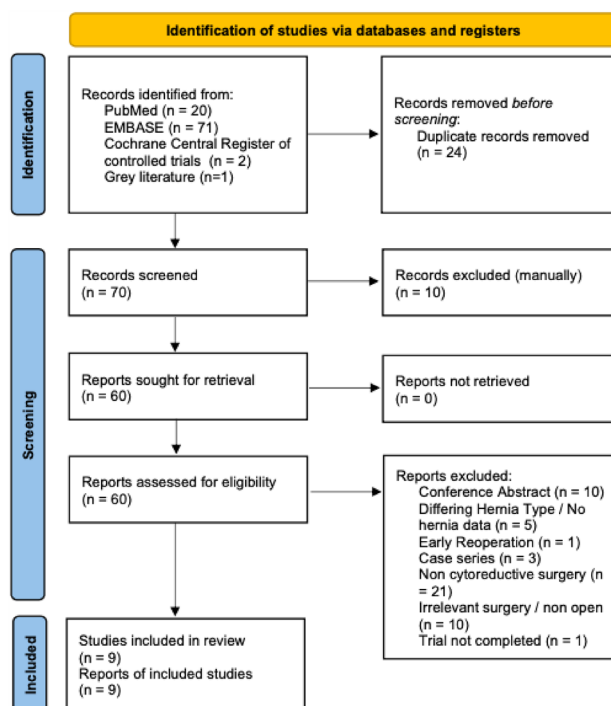 Identification of studies via databases and registers
Identification
Records identified from:
PubMed (n = 20)
EMBASE (n = 71)
Cochrane Central Register of
controlled trials (n = 2)
Grey literature (n=1)
Records removed before
screening:
Duplicate records removed
(n = 24)
Screening
Records screened
(n = 70)
Records excluded (manually)
(n = 10)
Reports sought for retrieval
(n = 60)
Reports not retrieved
(n = 0)
Reports assessed for eligibility
(n = 60)
Reports excluded:
Conference Abstract (n = 10)
Differing Hernia Type / No
hernia data (n = 5)
Early Reoperation (n = 1)
Case series (n = 3)
Non cytoreductive surgery (n
= 21)
Irrelevant surgery / non open
(n = 10)
Trial not completed (n = 1)
Included
Studies included in review
(n = 9)
Reports of included studies
(n = 9)